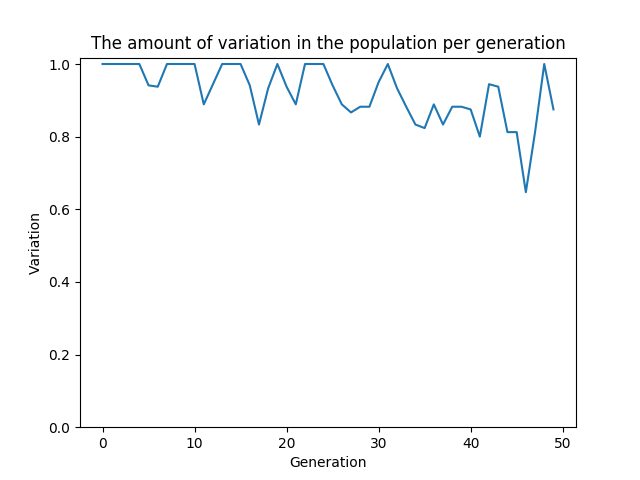 The amount of variation in the population per generation
1.0
0.8
0.6
0.4
0.2
0.0
Variation
0 10 20 30 40 50
Generation